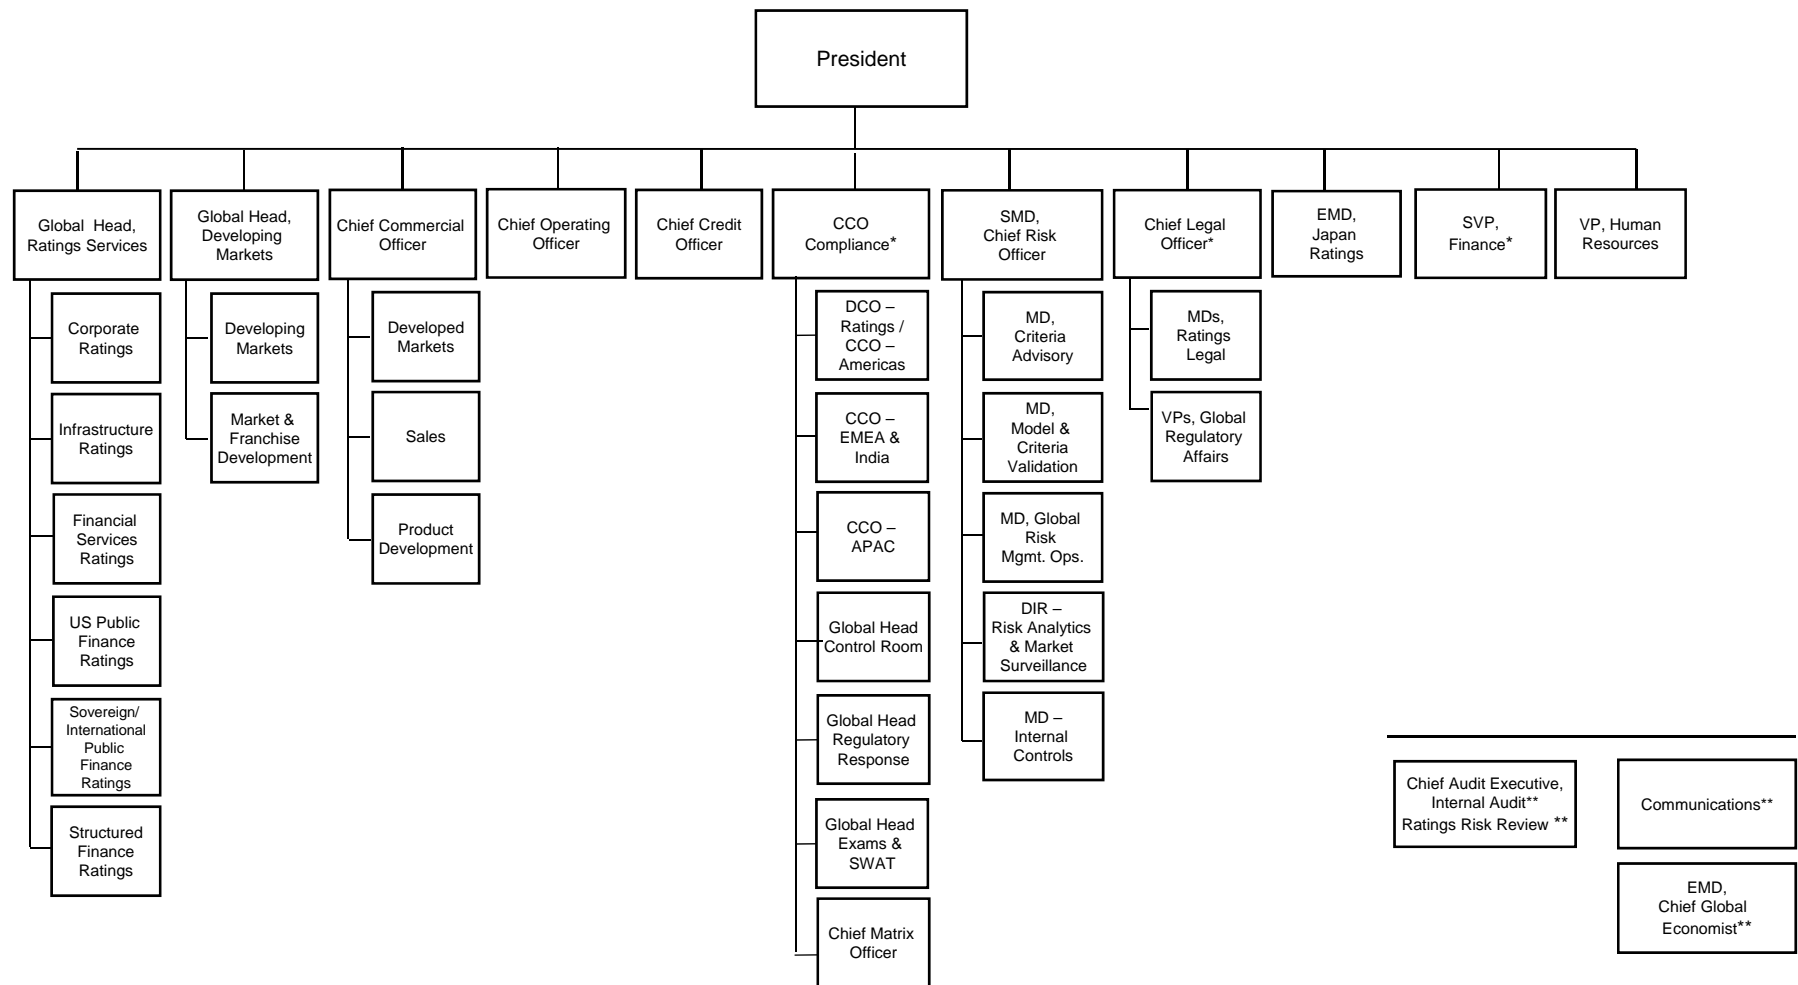 President
Global Head,
Ratings Services
Global Head,
Developing
Markets
Chief Commercial
Officer
Chief Operating
Officer
Chief Credit
Officer
CCO
Compliance*
SMD,
Chief Risk
Officer
Chief Legal
Officer*
EMD,
Japan
Ratings
SVP,
Finance*
VP, Human
Resources
Corporate
Ratings
Infrastructure
Ratings
Financial
Services
Ratings
US Public
Finance
Ratings
Sovereign/
International
Public
Finance
Ratings
Structured
Finance
Ratings
Developing
Markets
Market &
Franchise
Development
Developed
Markets
Sales
Product
Development
DCO –
Ratings /
CCO –
Americas
CCO –
EMEA &
India
CCO –
APAC
Global Head
Control Room
Global Head
Regulatory
Response
Global Head
Exams &
SWAT
Chief Matrix
Officer
MD,
Criteria
Advisory
MD,
Model &
Criteria
Validation
MD, Global
Risk
Mgmt. Ops.
DIR –
Risk Analytics
& Market
Surveillance
MD –
Internal
Controls
MDs,
Ratings
Legal
VPs, Global
Regulatory
Affairs
Chief Audit Executive,
Internal Audit**
Ratings Risk Review **
Communications**
EMD,
Chief Global
Economist**